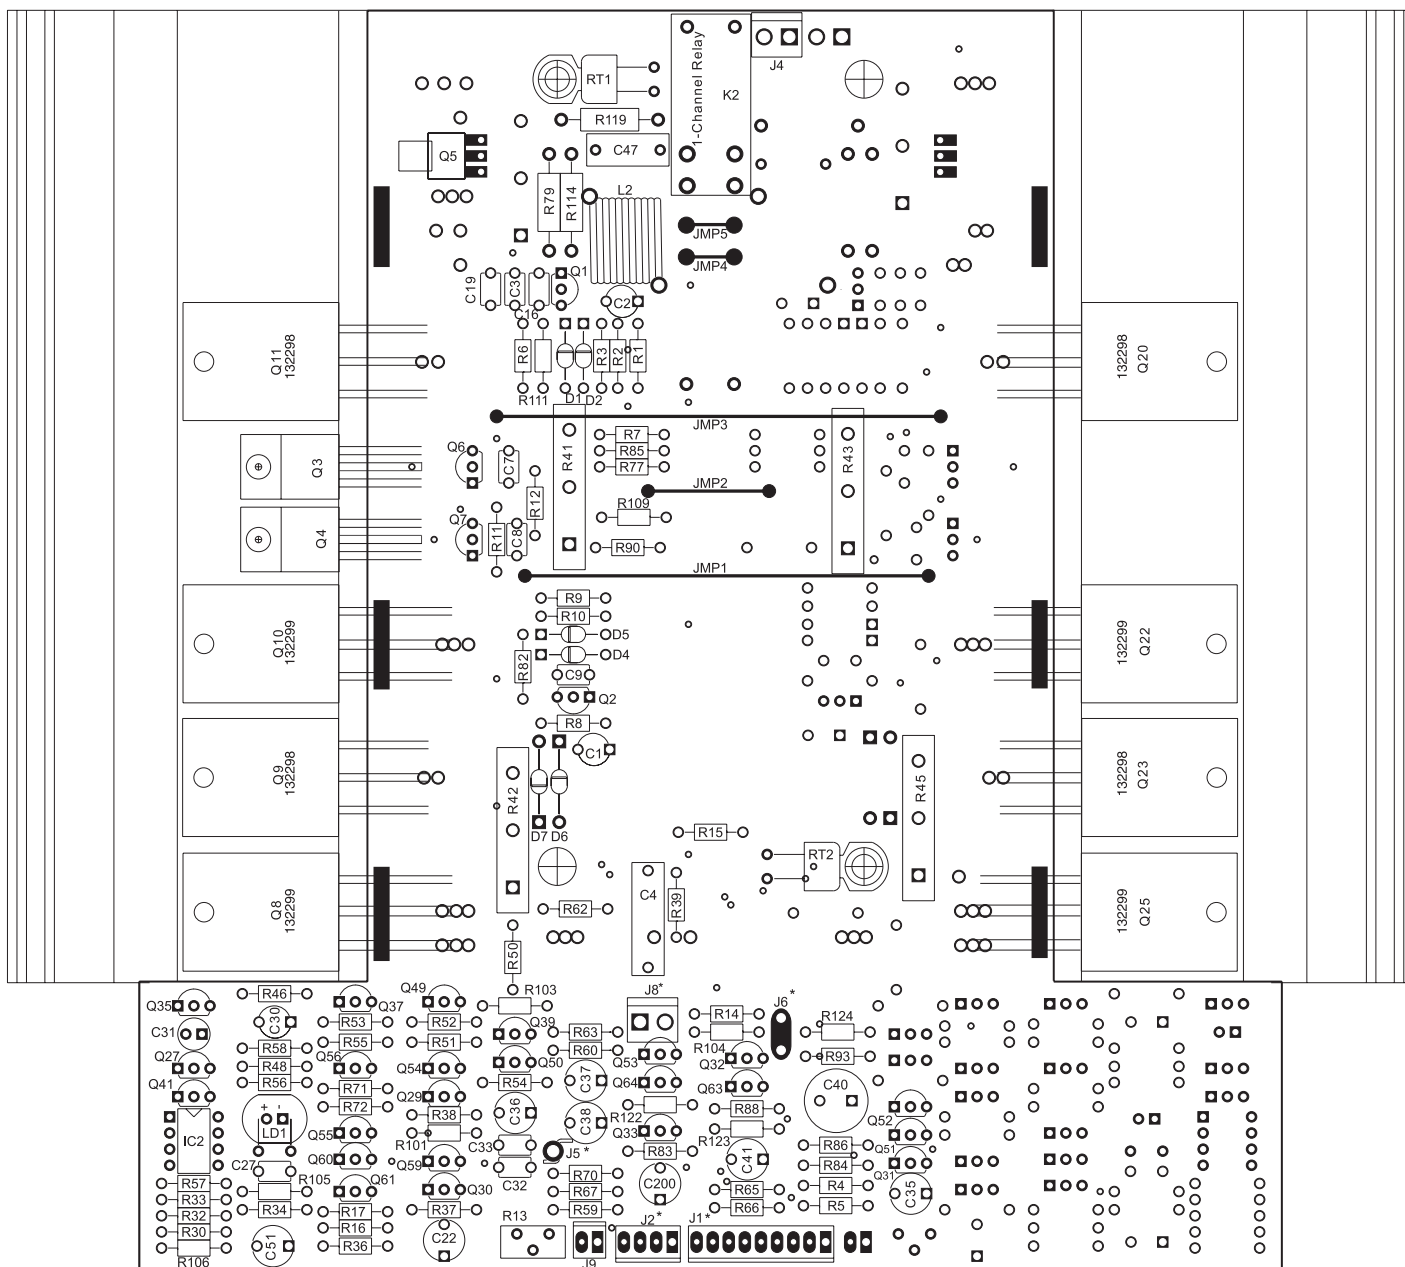 1-Channel Relay
K2
J4
RT1
R119
Q5
C47
R79
R114
L2
JMP5
JMP4
C19
C30
C16
Q1
C2
R6
R3
R2
R1
R111
D1
D2
JMP3
Q11
132298
Q20
132298
Q3
Q6
C7
R12
R41
R7
R85
R77
R43
JMP2
R109
Q4
Q7
R11
C8
R90
JMP1
Q10
132299
Q22
132299
R9
R10
D5
D4
R82
C9
Q2
R8
C1
Q9
132298
Q23
132298
R42
D7
D6
R45
R15
RT2
C4
R39
Q8
132299
Q25
132299
R62
R50
Q35
R46
Q37
Q49
R103
J8*
R14
J6*
R124
C31
C30
R53
R52
Q39
R63
R104
R58
R55
R51
R60
Q53
Q32
R93
Q27
R48
Q56
Q54
Q50
R56
R54
C37
Q64
Q63
C40
Q41
R71
Q29
R72
R38
C36
R122
R88
Q52
+ -
LD1
IC2
Q55
R101
C38
Q33
R123
Q51
C33
R86
J5*
R83
C41
C27
Q60
Q59
C32
R84
Q31
R57
R105
Q61
Q30
R70
C200
R65
R4
C35
R33
R67
R66
R5
R34
R17
R37
R59
R32
R16
R13
J2*
J1*
R30
C51
R36
C22
J9
R106